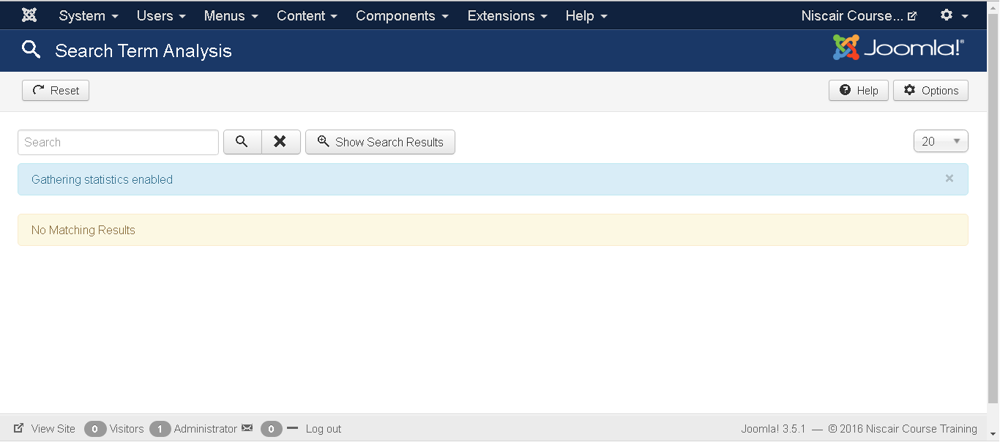 System Users Menus Content Components Extensions Help Niscair Course...
Search Term Analysis Joomla!®
Reset Help Options
Search Show Search Results 20
Gathering statistics enabled ×
No Matching Results
View Site 0 Visitors 1 Administrator 0 Log out Joomla! 3.5.1 — © 2016 Niscair Course Training